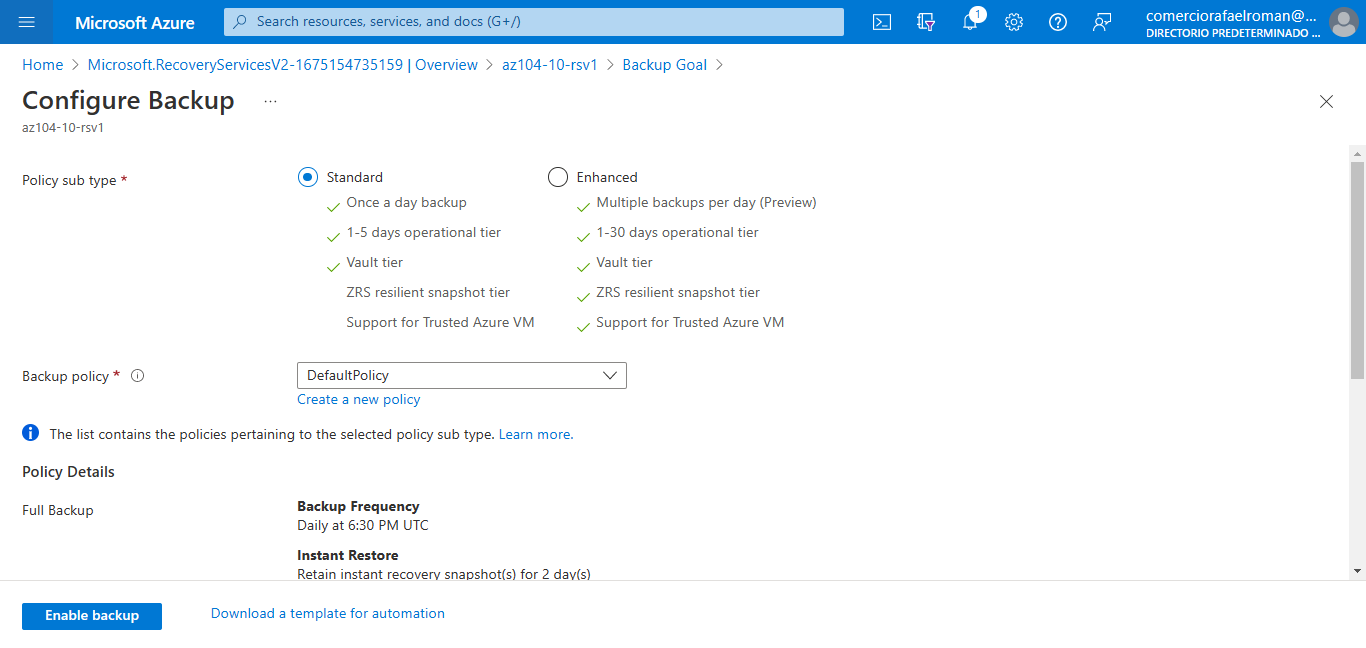 Microsoft Azure
Search resources, services, and docs (G+/)
1
comerciorafaelroman@...
DIRECTORIO PREDETERMINADO ...
Home > Microsoft.RecoveryServicesV2-1675154735159 | Overview > az104-10-rsv1 > Backup Goal >
Configure Backup ...
az104-10-rsv1
Policy sub type *
Standard
Once a day backup
1-5 days operational tier
Vault tier
ZRS resilient snapshot tier
Support for Trusted Azure VM
Enhanced
Multiple backups per day (Preview)
1-30 days operational tier
Vault tier
ZRS resilient snapshot tier
Support for Trusted Azure VM
Backup policy *
DefaultPolicy
Create a new policy
The list contains the policies pertaining to the selected policy sub type. Learn more.
Policy Details
Full Backup
Backup Frequency
Daily at 6:30 PM UTC
Instant Restore
Retain instant recovery snapshot(s) for 2 day(s)
Enable backup
Download a template for automation